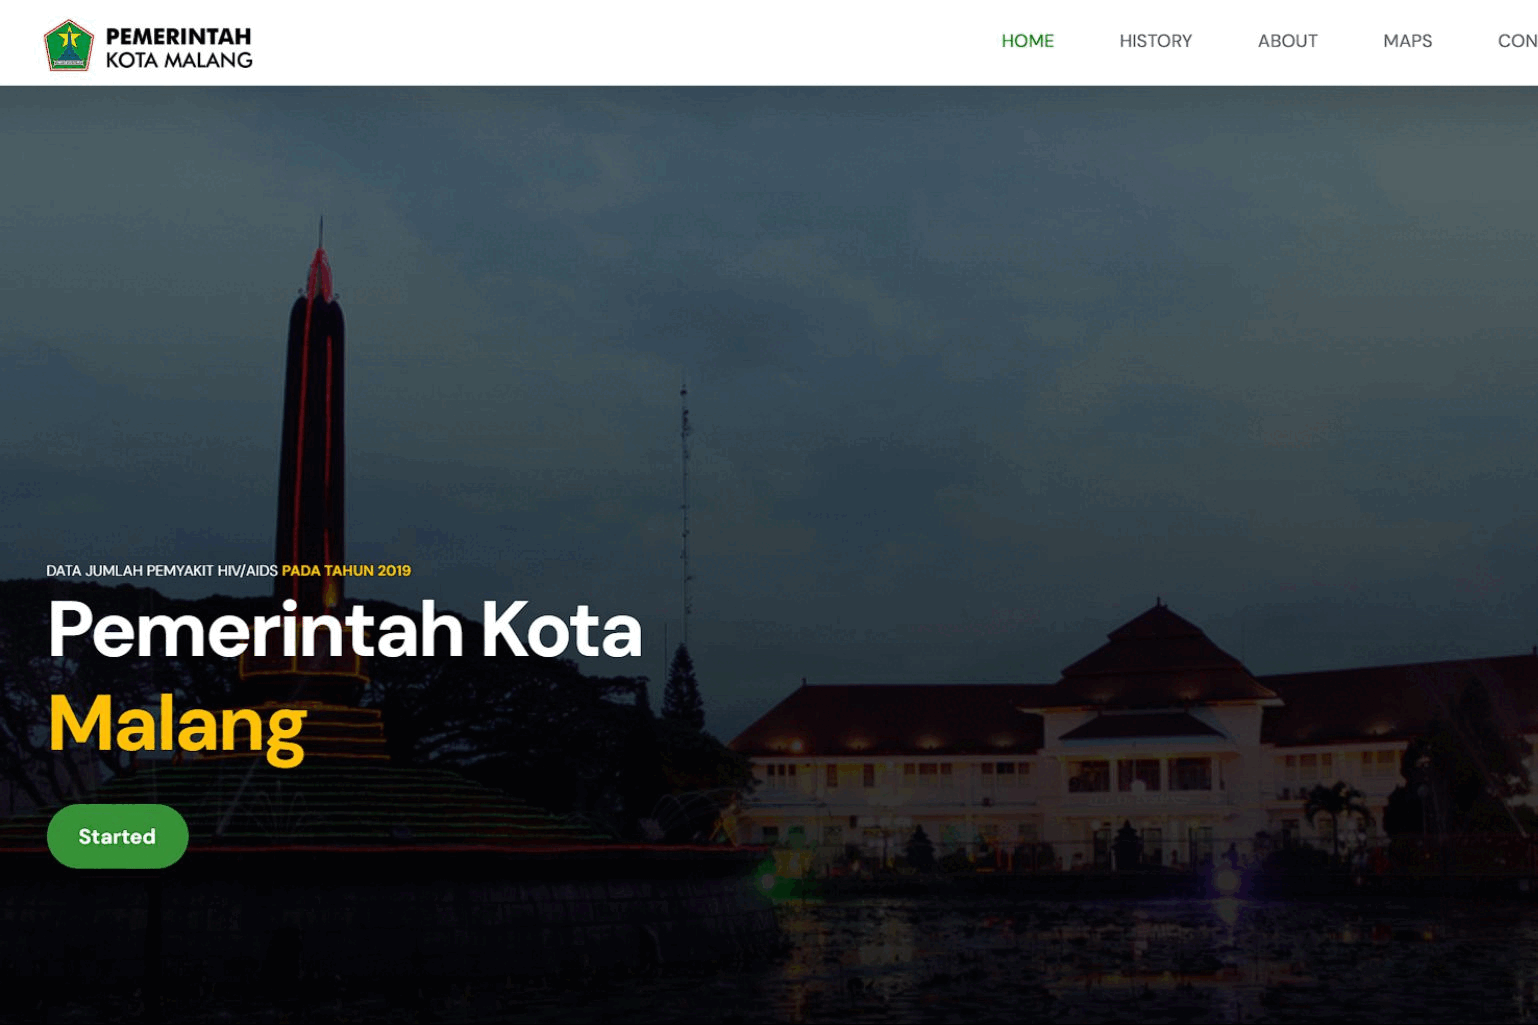 PEMERINTAH
KOTA MALANG
HOME HISTORY ABOUT MAPS CON
DATA JUMLAH PEMYAKIT HIV/AIDS PADA TAHUN 2019
Pemerintah Kota
Malang
Started